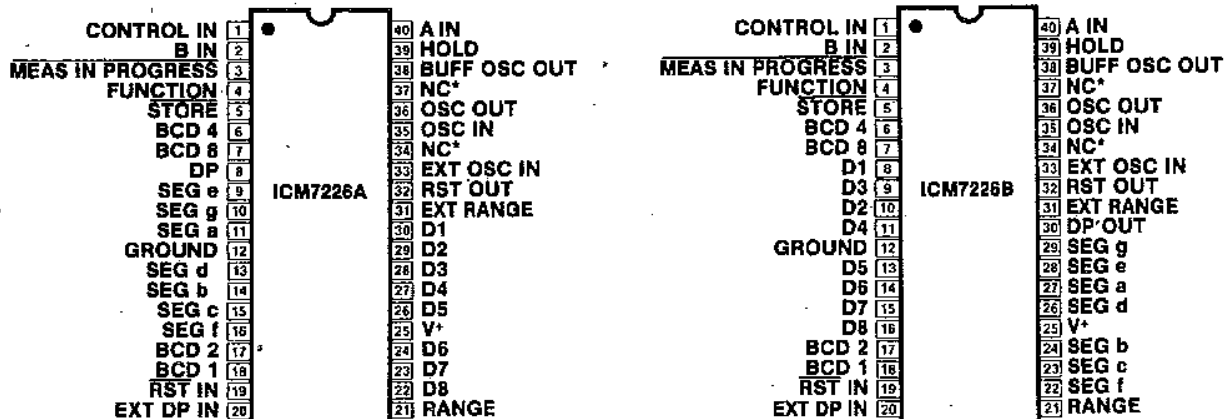 CONTROL IN 1
B IN 2
MEAS IN PROGRESS 3
FUNCTION 4
STORE 5
BCD 4 6
BCD 8 7
DP 8
SEG e 9
SEG g 10
SEG a 11
GROUND 12
SEG d 13
SEG b 14
SEG c 15
SEG f 16
BCD 2 17
BCD 1 18
RST IN 19
EXT DP IN 20
ICM7226A
40 A IN
39 HOLD
38 BUFF OSC OUT
37 NC*
36 OSC OUT
35 OSC IN
34 NC*
33 EXT OSC IN
32 RST OUT
31 EXT RANGE
30 D1
29 D2
28 D3
27 D4
26 D5
25 V+
24 D6
23 D7
22 D8
21 RANGE
CONTROL IN 1
B IN 2
MEAS IN PROGRESS 3
FUNCTION 4
STORE 5
BCD 4 6
BCD 8 7
D1 8
D3 9
D2 10
D4 11
GROUND 12
D5 13
D6 14
D7 15
D8 16
BCD 2 17
BCD 1 18
RST IN 19
EXT DP IN 20
ICM7226B
40 A IN
39 HOLD
38 BUFF OSC OUT
37 NC*
36 OSC OUT
35 OSC IN
34 NC*
33 EXT OSC IN
32 RST OUT
31 EXT RANGE
30 DP OUT
29 SEG g
28 SEG e
27 SEG a
26 SEG d
25 V+
24 SEG b
23 SEG c
22 SEG f
21 RANGE